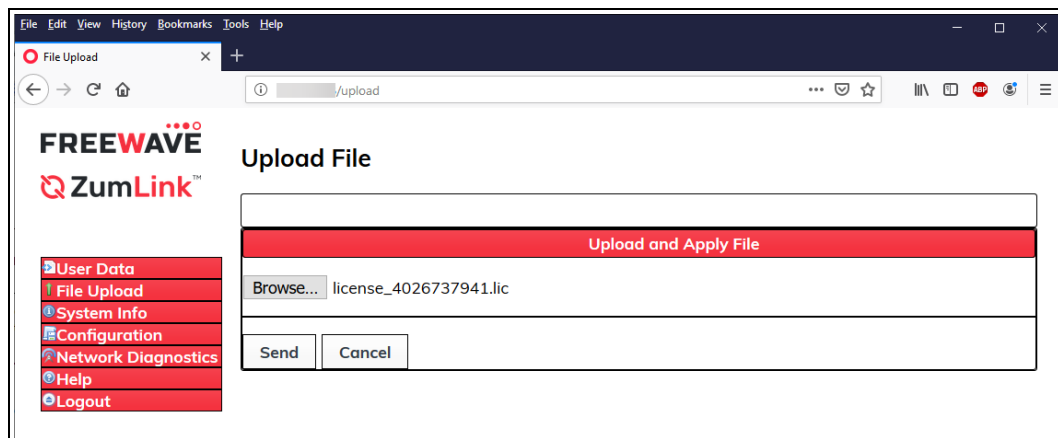 File Edit View History Bookmarks Tools Help
File Upload
/upload
ABP
FREEWAVE
ZumLink™
Upload File
Upload and Apply File
User Data
File Upload
System Info
Configuration
Network Diagnostics
Help
Logout
Browse... license_4026737941.lic
Send Cancel